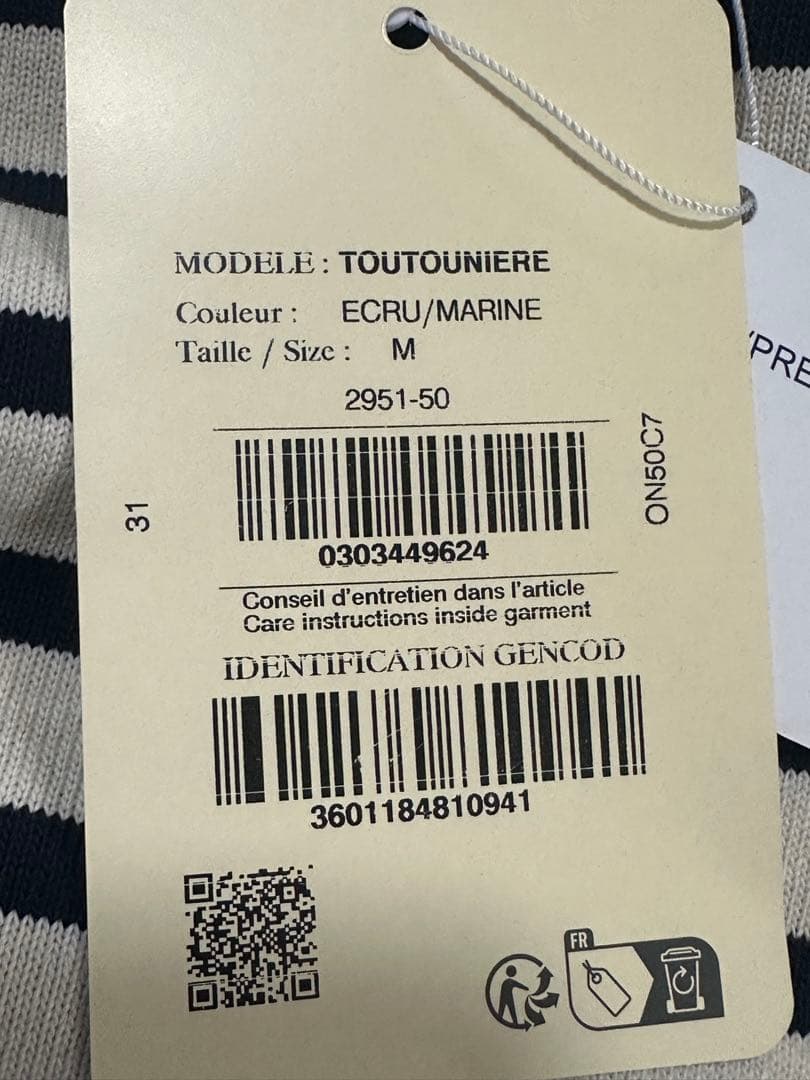 MODELE : TOUTOUNIERE
Couleur : ECRU/MARINE
Taille / Size : M
2951-50
31
ON50C7
0303449624
Conseil d'entretien dans l'article
Care instructions inside garment
IDENTIFICATION GENCOD
3601184810941
FR